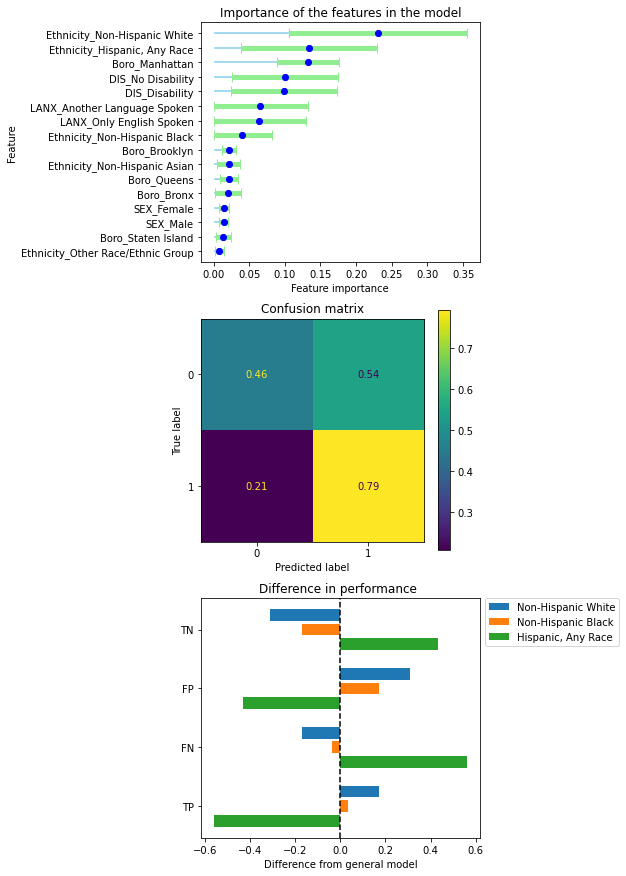 Importance of the features in the model
Ethnicity_Non-Hispanic White
Ethnicity_Hispanic, Any Race
Boro_Manhattan
DIS_No Disability
DIS_Disability
LANX_Another Language Spoken
LANX_Only English Spoken
Ethnicity_Non-Hispanic Black
Boro_Brooklyn
Ethnicity_Non-Hispanic Asian
Boro_Queens
Boro_Bronx
SEX_Female
SEX_Male
Boro_Staten Island
Ethnicity_Other Race/Ethnic Group
Feature
0.00 0.05 0.10 0.15 0.20 0.25 0.30 0.35
Feature importance
Confusion matrix
0.46 0.54
0.21 0.79
0
1
True label
0 1
Predicted label
0.7
0.6
0.5
0.4
0.3
Difference in performance
Non-Hispanic White
Non-Hispanic Black
Hispanic, Any Race
TN
FP
FN
TP
−0.6 −0.4 −0.2 0.0 0.2 0.4 0.6
Difference from general model